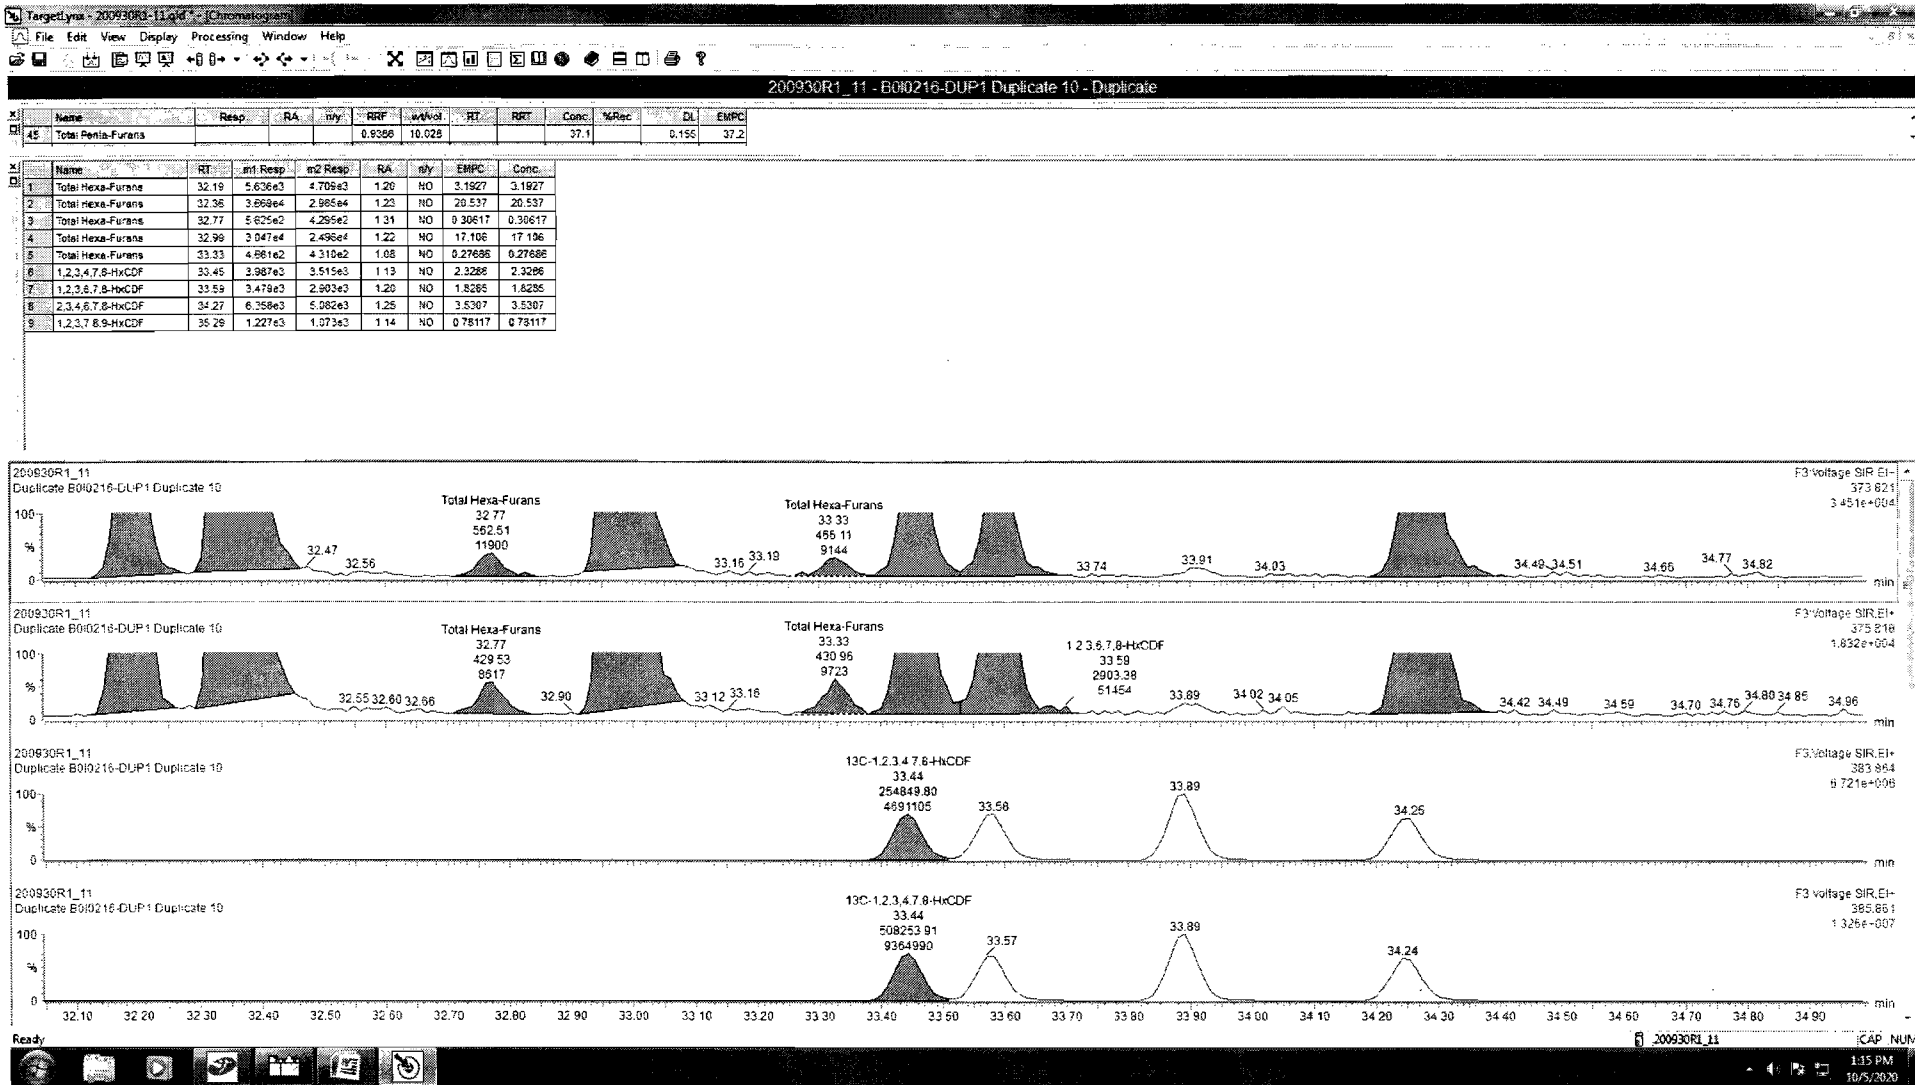 TargetLynx - 200930R1-11.qld * - [Chromatogram]
File Edit View Display Processing Window Help
200930R1_11 - B0I0216-DUP1 Duplicate 10 - Duplicate
Name Resp RA n/y RRF wt/vol RT RRT Conc. %Rec DL EMPC
45 Total Penta-Furans 0.9386 10.028 37.1 0.155 37.2
Name RT m1 Resp m2 Resp RA n/y EMPC Conc.
1 Total Hexa-Furans 32.19 5.636e3 4.709e3 1.20 NO 3.1927 3.1927
2 Total Hexa-Furans 32.36 3.669e4 2.985e4 1.23 NO 20.537 20.537
3 Total Hexa-Furans 32.77 5.625e2 4.295e2 1.31 NO 0.30617 0.30617
4 Total Hexa-Furans 32.99 3.047e4 2.496e4 1.22 NO 17.106 17.106
5 Total Hexa-Furans 33.33 4.661e2 4.310e2 1.08 NO 0.27686 0.27686
6 1,2,3,4,7,8-HxCDF 33.45 3.987e3 3.515e3 1.13 NO 2.3286 2.3286
7 1,2,3,6,7,8-HxCDF 33.59 3.479e3 2.903e3 1.20 NO 1.8285 1.8285
8 2,3,4,6,7,8-HxCDF 34.27 6.358e3 5.082e3 1.25 NO 3.5307 3.5307
9 1,2,3,7,8,9-HxCDF 35.29 1.227e3 1.073e3 1.14 NO 0.78117 0.78117
200930R1_11
Duplicate B0I0216-DUP1 Duplicate 10
F3:Voltage SIR,EI+
373.821
3.451e+004
Total Hexa-Furans
32.77
562.51
11900
Total Hexa-Furans
33.33
466.11
9144
100
%
0
32.47 32.56 33.16 33.19 33.74 33.91 34.03 34.49 34.51 34.66 34.77 34.82
min
200930R1_11
Duplicate B0I0216-DUP1 Duplicate 10
F3:Voltage SIR,EI+
375.818
1.832e+004
Total Hexa-Furans
32.77
429.53
8617
Total Hexa-Furans
33.33
430.96
9723
1,2,3,6,7,8-HxCDF
33.59
2903.38
51454
100
%
0
32.55 32.60 32.66 32.90 33.12 33.16 33.89 34.02 34.05 34.42 34.49 34.59 34.70 34.76 34.80 34.85 34.96
min
200930R1_11
Duplicate B0I0216-DUP1 Duplicate 10
F3:Voltage SIR,EI+
383.864
6.721e+006
13C-1,2,3,4,7,8-HxCDF
33.44
254849.80
4691105
33.58 33.89 34.25
100
%
0
min
200930R1_11
Duplicate B0I0216-DUP1 Duplicate 10
F3:Voltage SIR,EI+
385.861
1.326e+007
13C-1,2,3,4,7,8-HxCDF
33.44
508253.91
9364990
33.57 33.89 34.24
100
%
0
min
32.10 32.20 32.30 32.40 32.50 32.60 32.70 32.80 32.90 33.00 33.10 33.20 33.30 33.40 33.50 33.60 33.70 33.80 33.90 34.00 34.10 34.20 34.30 34.40 34.50 34.60 34.70 34.80 34.90
Ready 200930R1_11 CAP NUM
1:15 PM
10/5/2020